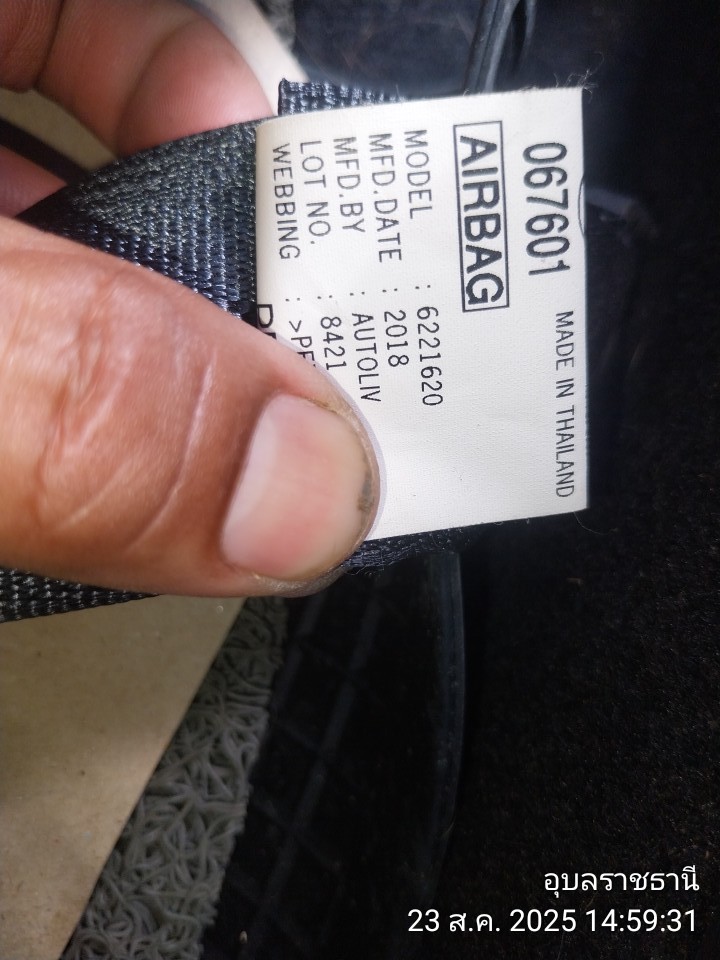 067601 MADE IN THAILAND
AIRBAG
MODEL : 6221620
MFD.DATE : 2018
MFD.BY : AUTOLIV
LOT NO. : 8421
WEBBING : >PE
อุบลราชธานี
23 ส.ค. 2025 14:59:31